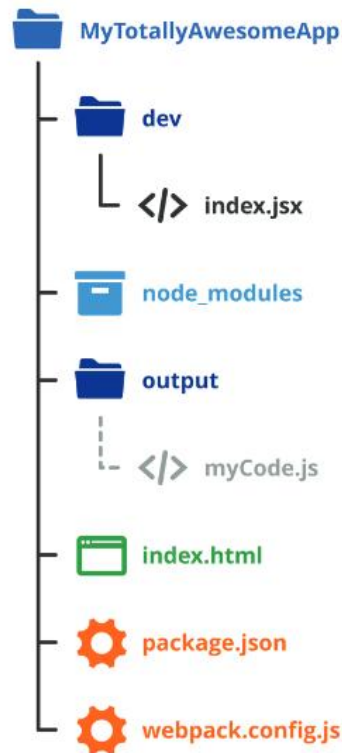 MyTotallyAwesomeApp
dev
index.jsx
node_modules
output
myCode.js
index.html
package.json
webpack.config.js